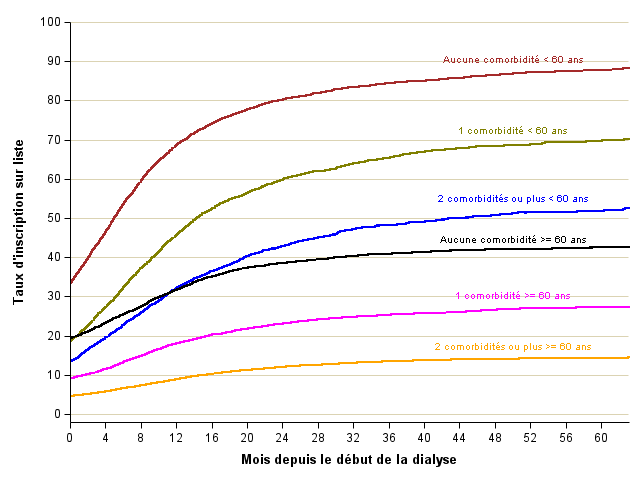 100
90
80
70
60
50
40
30
20
10
0
Taux d'inscription sur liste
Aucune comorbidité < 60 ans
1 comorbidité < 60 ans
2 comorbidités ou plus < 60 ans
Aucune comorbidité >= 60 ans
1 comorbidité >= 60 ans
2 comorbidités ou plus >= 60 ans
0 4 8 12 16 20 24 28 32 36 40 44 48 52 56 60
Mois depuis le début de la dialyse